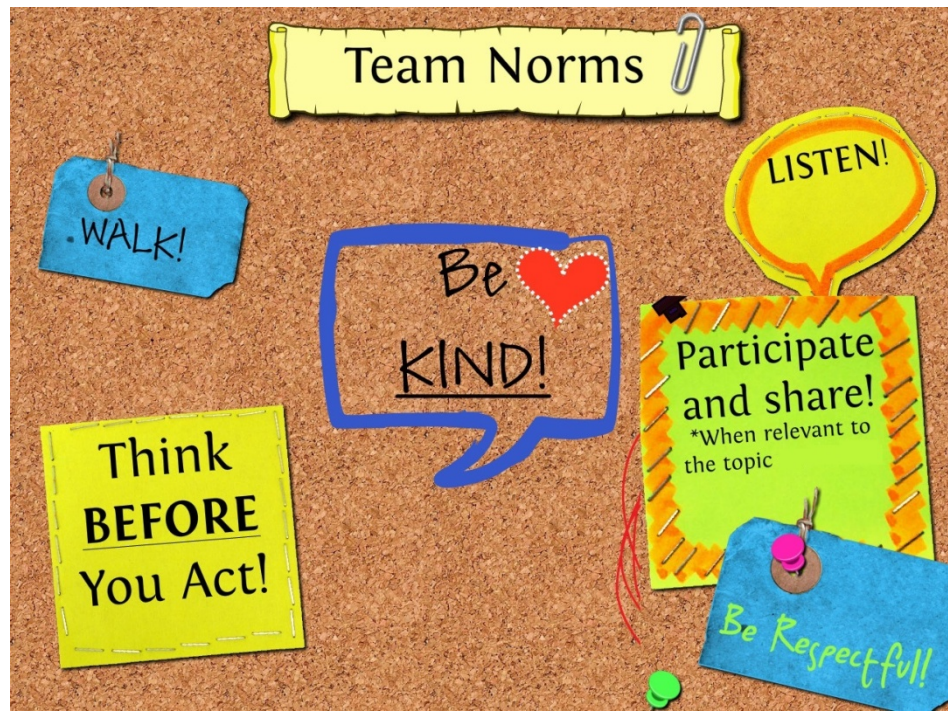 Team Norms
LISTEN!
WALK!
Be
KIND!
Participate
and share!
*When relevant to
the topic
Think
BEFORE
You Act!
Be Respectful!